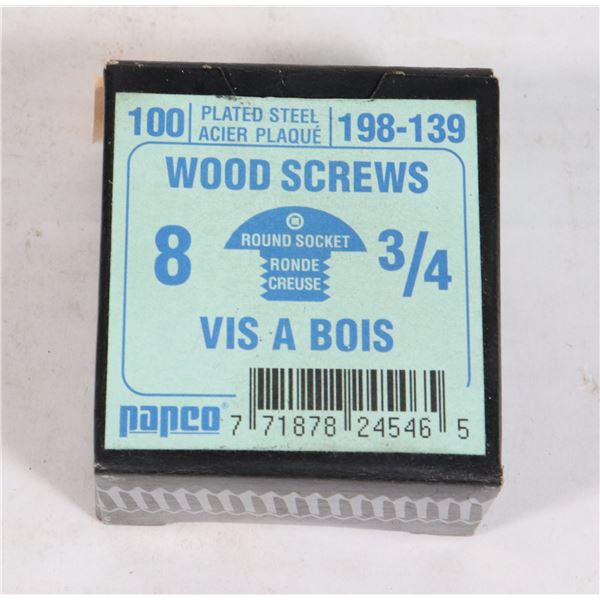 100 PLATED STEEL 198-139
ACIER PLAQUÉ
WOOD SCREWS
8 ROUND SOCKET 3/4
RONDE
CREUSE
VIS A BOIS
papco®
7 71878 24546 5